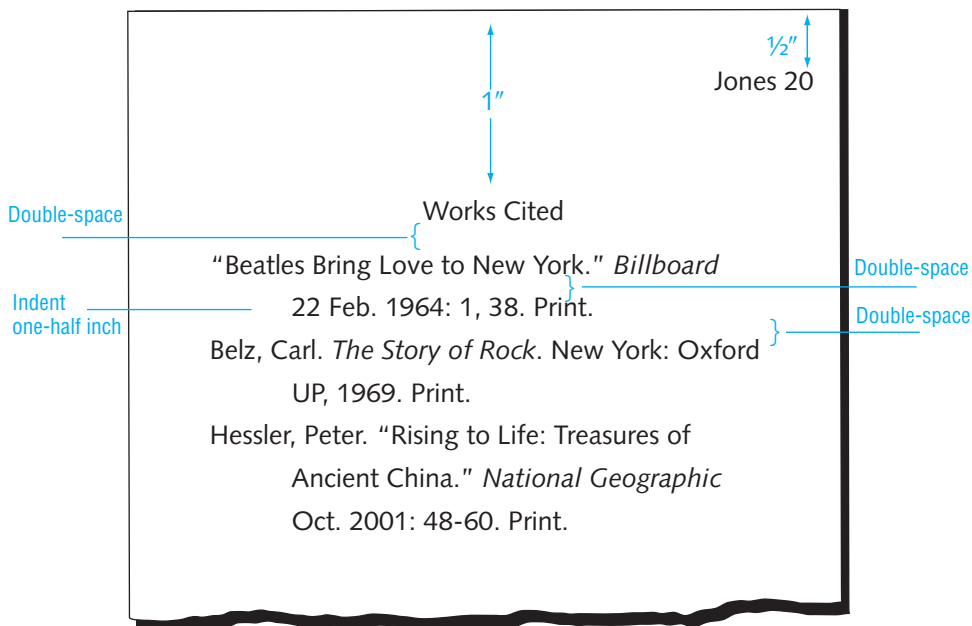 ½″
Jones 20
1″
Works Cited
Double-space
“Beatles Bring Love to New York.” Billboard
Double-space
22 Feb. 1964: 1, 38. Print.
Indent
one-half inch
Double-space
Belz, Carl. The Story of Rock. New York: Oxford
UP, 1969. Print.
Hessler, Peter. “Rising to Life: Treasures of
Ancient China.” National Geographic
Oct. 2001: 48-60. Print.